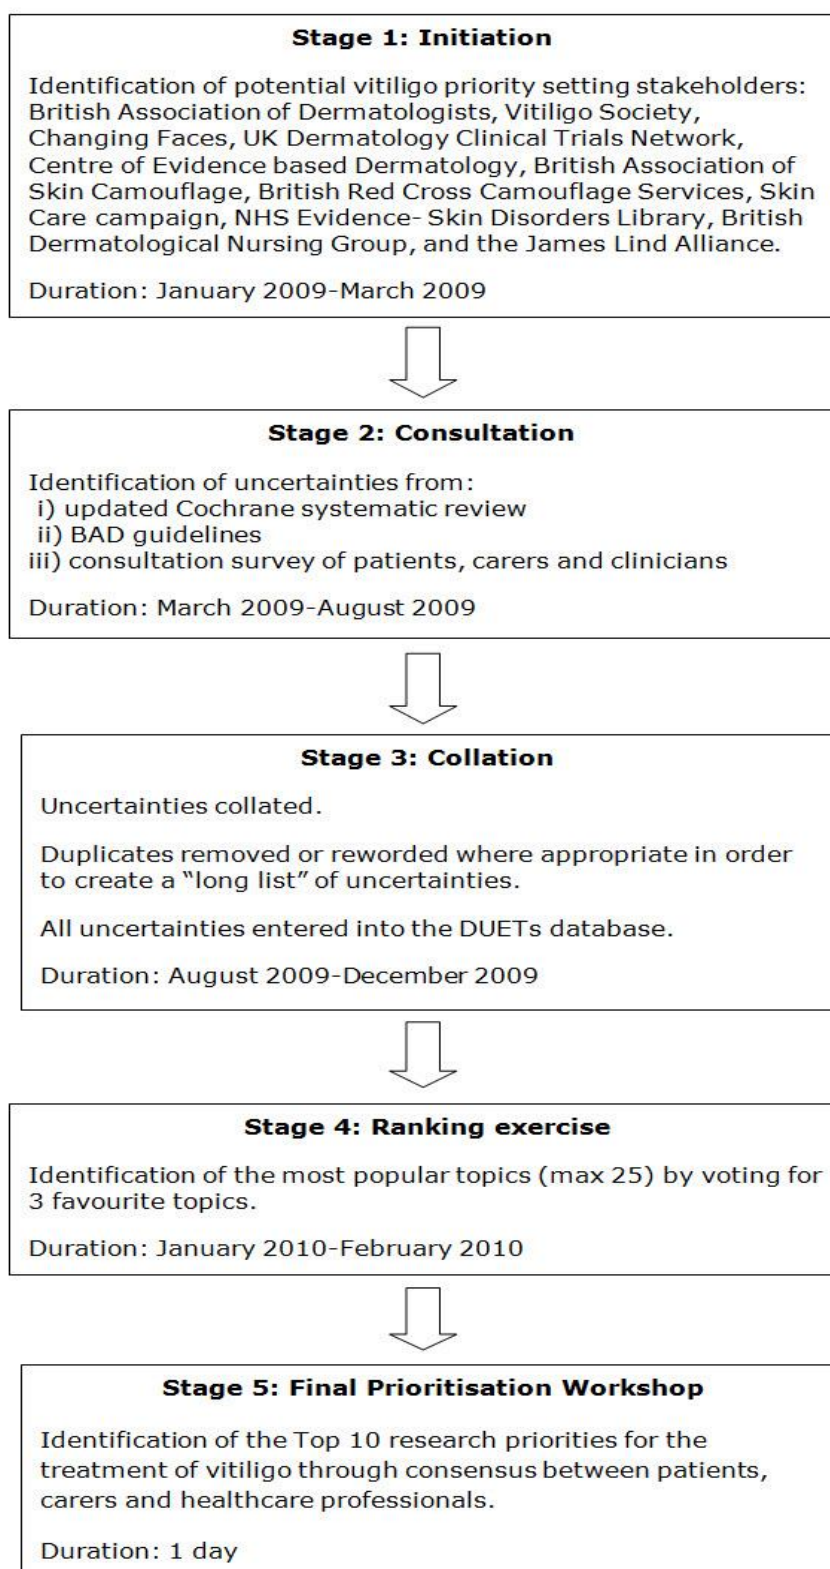 Stage 1: Initiation
Identification of potential vitiligo priority setting stakeholders:
British Association of Dermatologists, Vitiligo Society,
Changing Faces, UK Dermatology Clinical Trials Network,
Centre of Evidence based Dermatology, British Association of
Skin Camouflage, British Red Cross Camouflage Services, Skin
Care campaign, NHS Evidence- Skin Disorders Library, British
Dermatological Nursing Group, and the James Lind Alliance.
Duration: January 2009-March 2009
Stage 2: Consultation
Identification of uncertainties from:
i) updated Cochrane systematic review
ii) BAD guidelines
iii) consultation survey of patients, carers and clinicians
Duration: March 2009-August 2009
Stage 3: Collation
Uncertainties collated.
Duplicates removed or reworded where appropriate in order
to create a “long list” of uncertainties.
All uncertainties entered into the DUETs database.
Duration: August 2009-December 2009
Stage 4: Ranking exercise
Identification of the most popular topics (max 25) by voting for
3 favourite topics.
Duration: January 2010-February 2010
Stage 5: Final Prioritisation Workshop
Identification of the Top 10 research priorities for the
treatment of vitiligo through consensus between patients,
carers and healthcare professionals.
Duration: 1 day